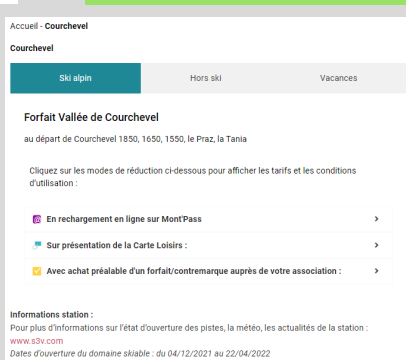 Accueil - Courchevel
Courchevel
Ski alpin
Hors ski
Vacances
Forfait Vallée de Courchevel
au départ de Courchevel 1850, 1650, 1550, le Praz, la Tania
Cliquez sur les modes de réduction ci-dessous pour afficher les tarifs et les conditions
d'utilisation :
En rechargement en ligne sur Mont'Pass
Sur présentation de la Carte Loisirs :
Avec achat préalable d'un forfait/contremarque auprès de votre association :
Informations station :
Pour plus d'informations sur l'état d'ouverture des pistes, la météo, les actualités de la station :
www.s3v.com
Dates d'ouverture du domaine skiable : du 04/12/2021 au 22/04/2022